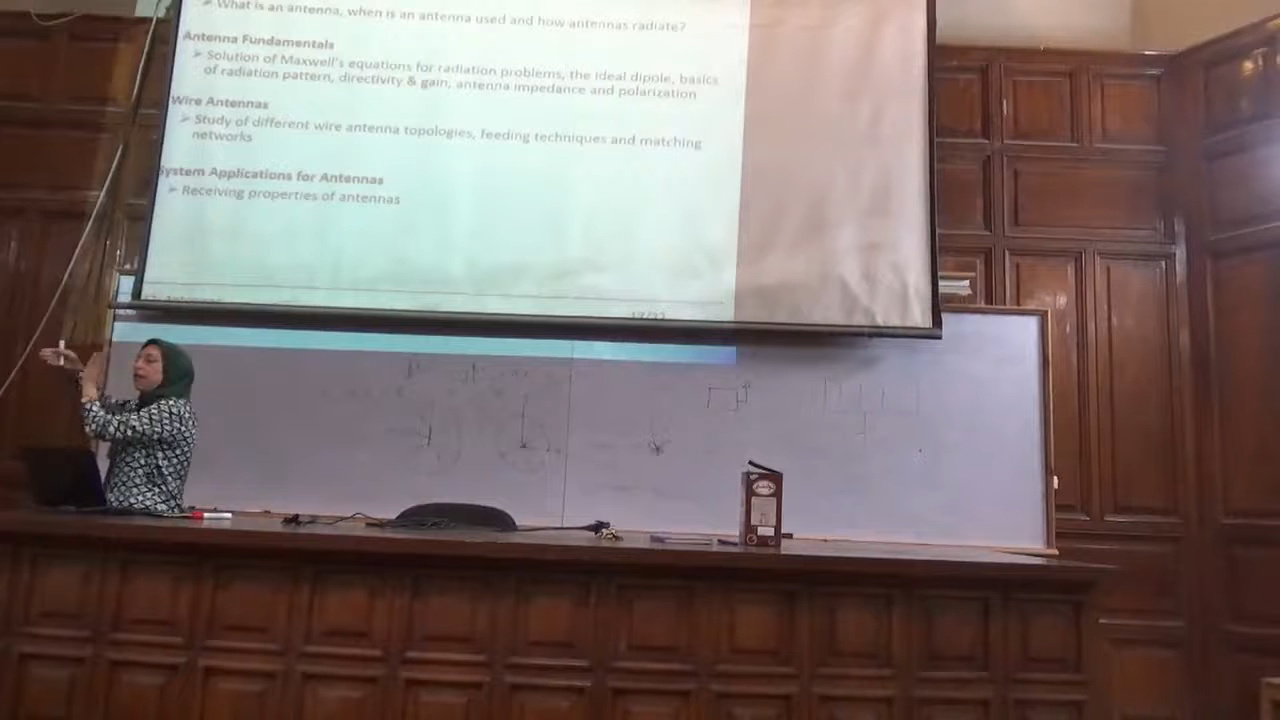 ➢ What is an antenna, when is an antenna used and how antennas radiate?
Antenna Fundamentals
➢ Solution of Maxwell's equations for radiation problems, the ideal dipole, basics
of radiation pattern, directivity & gain, antenna impedance and polarization
Wire Antennas
➢ Study of different wire antenna topologies, feeding techniques and matching
networks
System Applications for Antennas
➢ Receiving properties of antennas